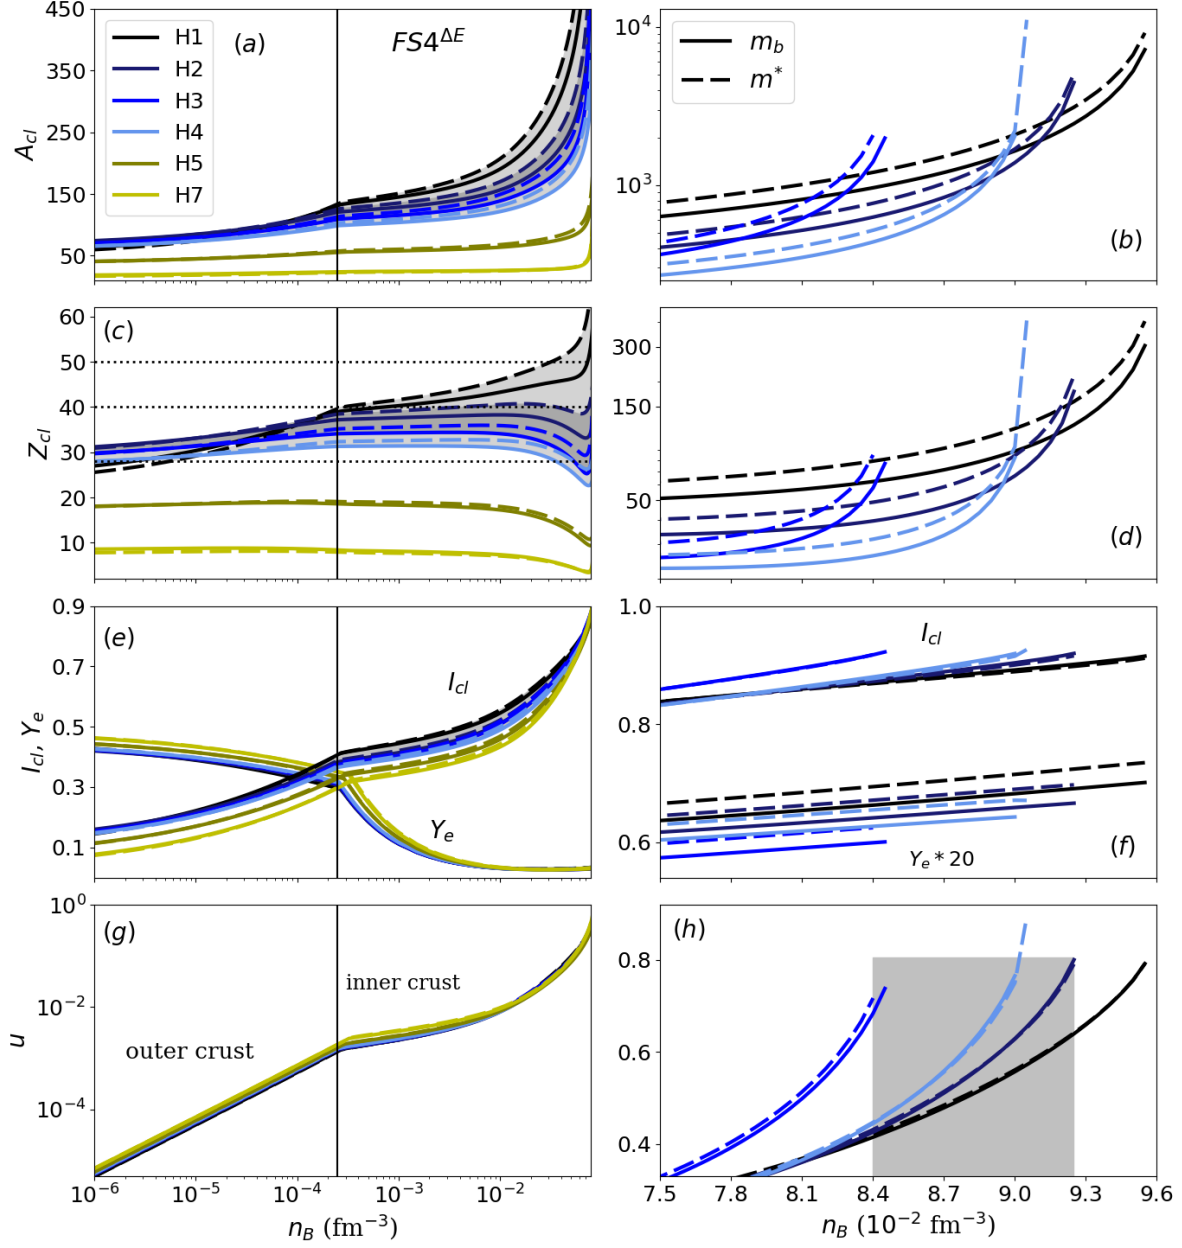 450
350
250
150
50
A_cl
H1
H2
H3
H4
H5
H7
(a)
FS4^ΔE
10^4
10^3
m_b
m^*
(b)
60
50
40
30
20
10
Z_cl
(c)
300
150
50
(d)
0.9
0.7
0.5
0.3
0.1
I_cl, Y_e
(e)
I_cl
Y_e
1.0
0.8
0.6
I_cl
Y_e * 20
(f)
10^0
10^−2
10^−4
u
(g)
inner crust
outer crust
10^−6
10^−5
10^−4
10^−3
10^−2
n_B (fm^−3)
0.8
0.6
0.4
(h)
7.5
7.8
8.1
8.4
8.7
9.0
9.3
9.6
n_B (10^−2 fm^−3)